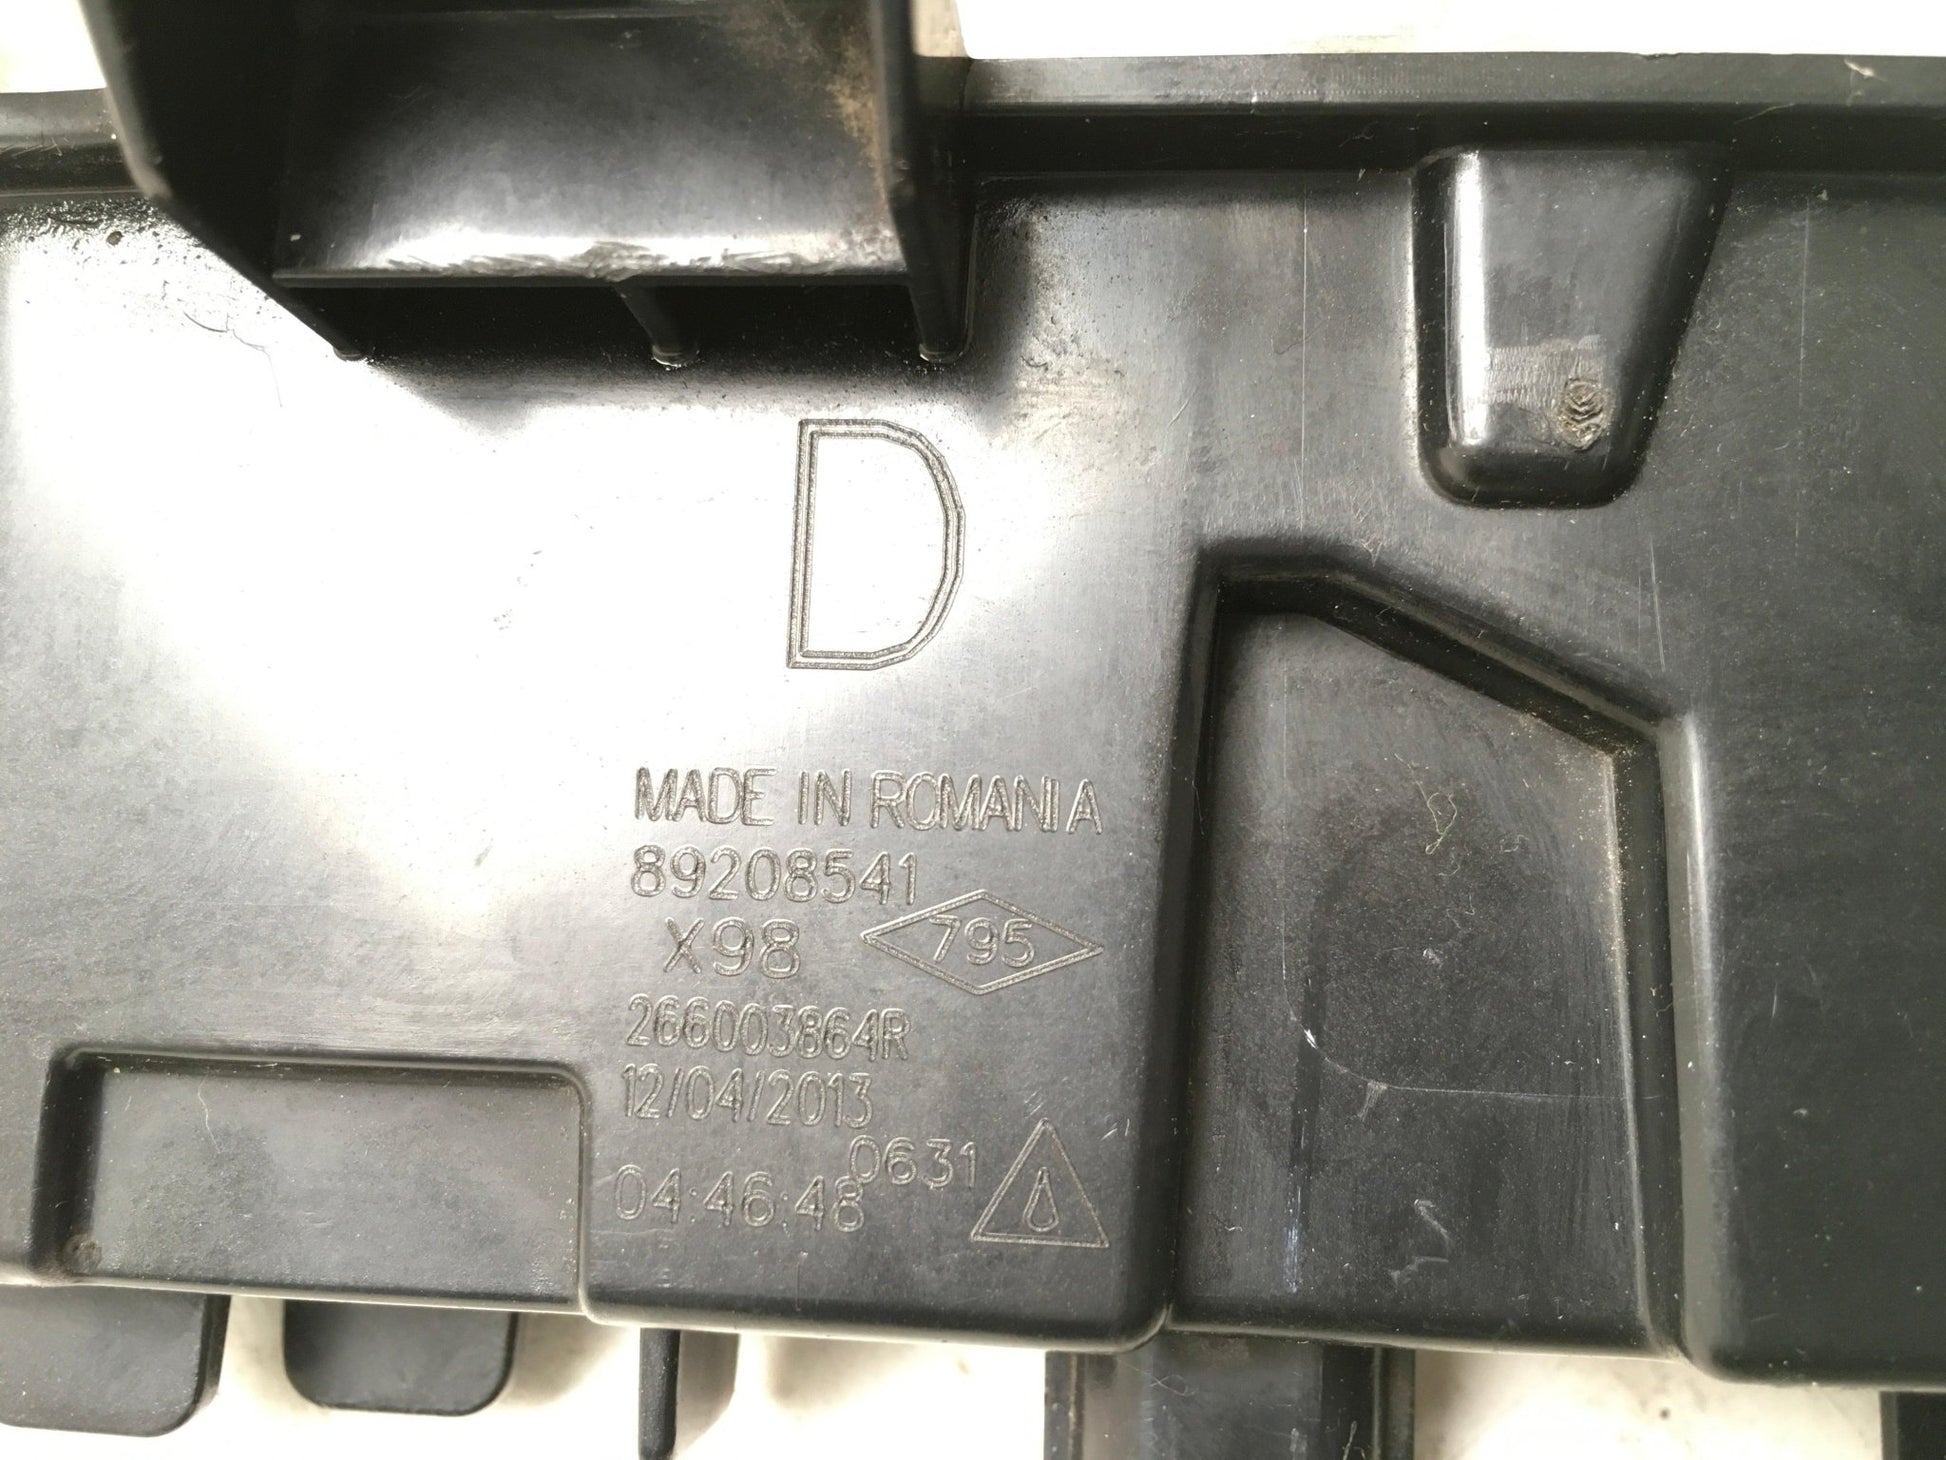 D
MADE IN ROMANIA
89208541
X98 795
266003864R
12/04/2013
0631
04:46:48